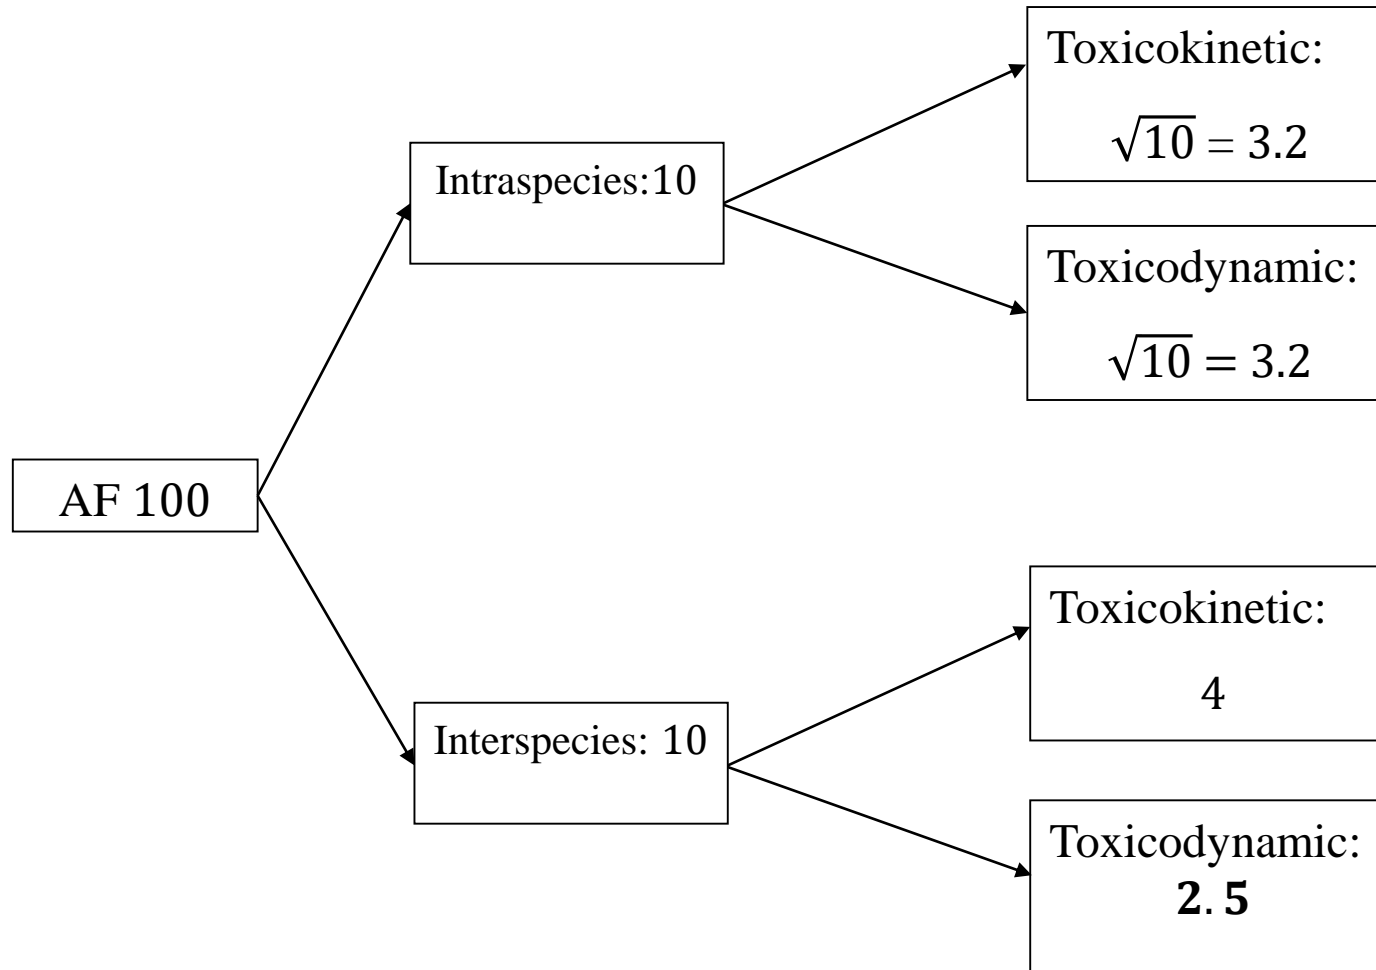 Toxicokinetic:
√10 = 3.2
Intraspecies:10
Toxicodynamic:
√10 = 3.2
AF 100
Toxicokinetic:
4
Interspecies: 10
Toxicodynamic:
2.5